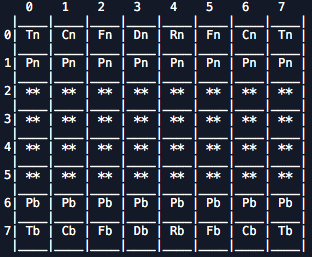 0 1 2 3 4 5 6 7
0| Tn | Cn | Fn | Dn | Rn | Fn | Cn | Tn |
1| Pn | Pn | Pn | Pn | Pn | Pn | Pn | Pn |
2| ** | ** | ** | ** | ** | ** | ** | ** |
3| ** | ** | ** | ** | ** | ** | ** | ** |
4| ** | ** | ** | ** | ** | ** | ** | ** |
5| ** | ** | ** | ** | ** | ** | ** | ** |
6| Pb | Pb | Pb | Pb | Pb | Pb | Pb | Pb |
7| Tb | Cb | Fb | Db | Rb | Fb | Cb | Tb |